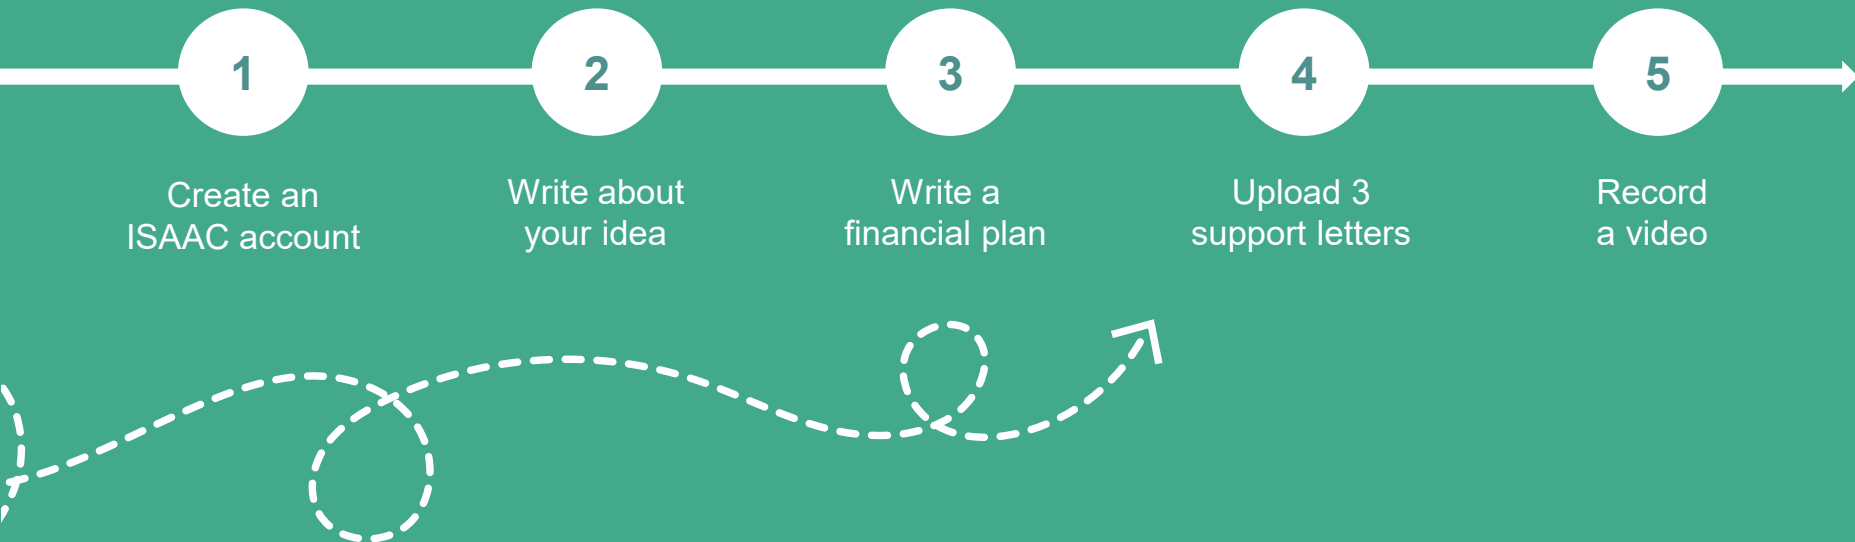 1
Create an
ISAAC account
2
Write about
your idea
3
Write a
financial plan
4
Upload 3
support letters
5
Record
a video